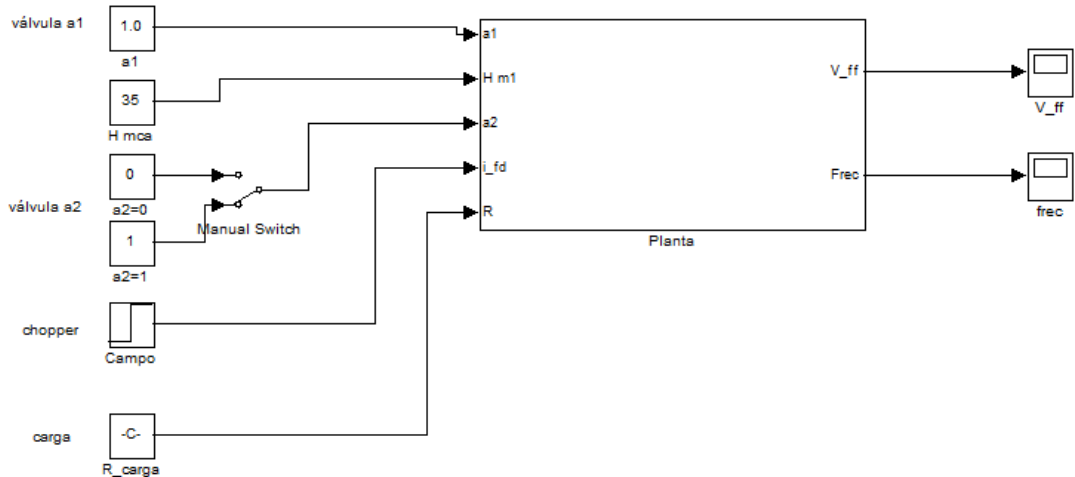 válvula a1
1.0
a1
35
H mca
0
a2=0
válvula a2
1
a2=1
Manual Switch
chopper
Campo
carga
-C-
R_carga
a1
H m1
a2
i_fd
R
V_ff
Frec
Planta
V_ff
frec